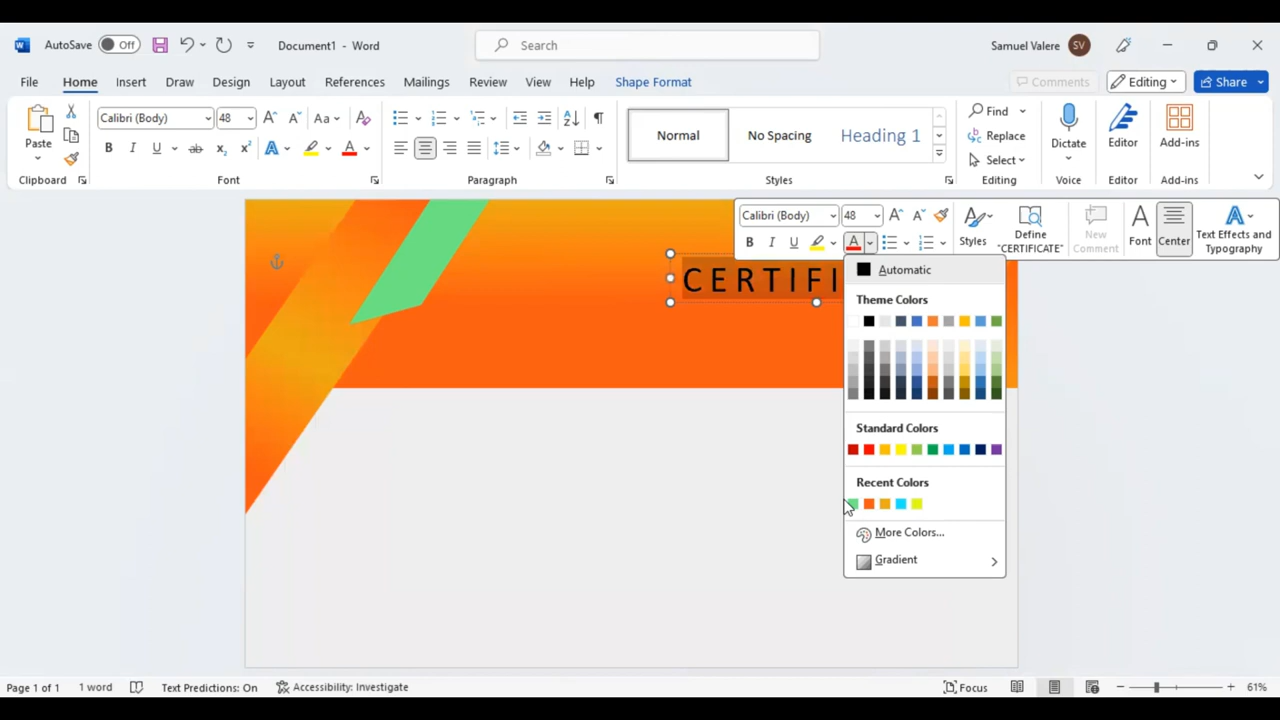 AutoSave Off Document1 - Word Search Samuel Valere SV
File Home Insert Draw Design Layout References Mailings Review View Help Shape Format Comments Editing Share
Paste Calibri (Body) 48 Aa Normal No Spacing Heading 1 Find Replace Select Dictate Editor Add-ins
Clipboard Font Paragraph Styles Editing Voice Editor Add-ins
Calibri (Body) 48 Styles Define "CERTIFICATE" New Comment Font Center Text Effects and Typography
CERTIFI
Automatic
Theme Colors
Standard Colors
Recent Colors
More Colors...
Gradient
Page 1 of 1 1 word Text Predictions: On Accessibility: Investigate Focus 61%